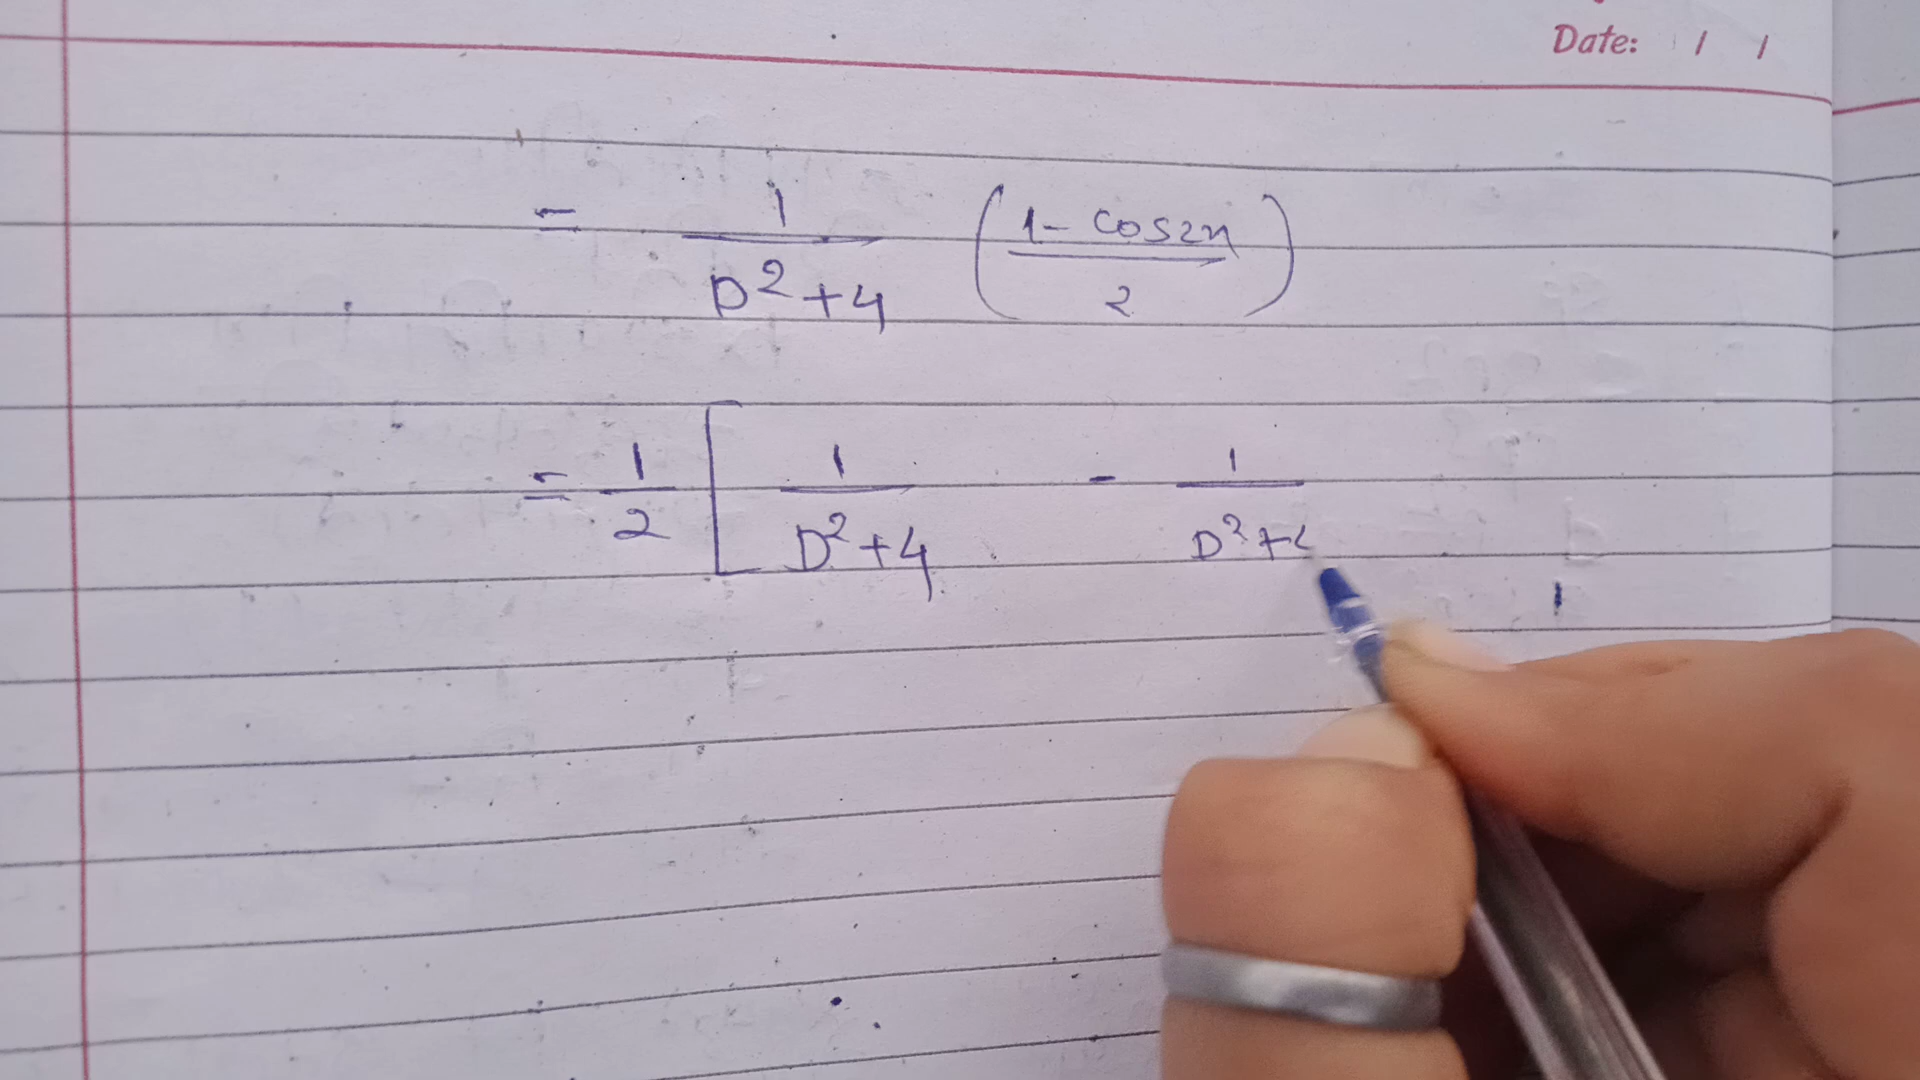 Date: / /
= 1/(D²+4) ((1-cos2x)/2)
= 1/2 [ 1/(D²+4) - 1/(D²+4